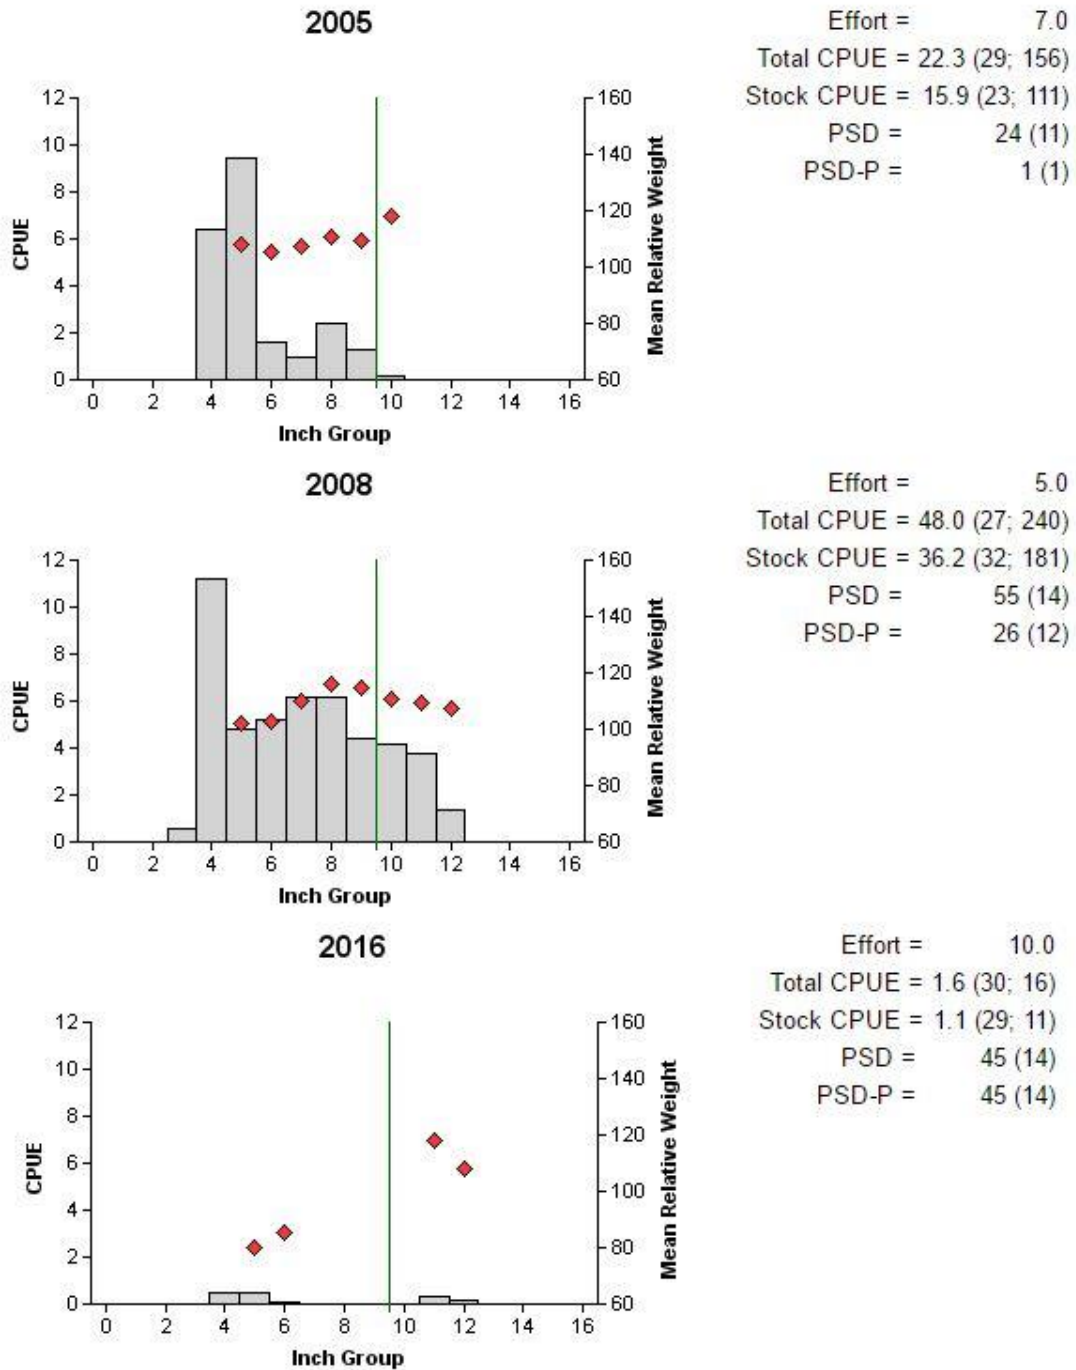 2005
Effort = 7.0
Total CPUE = 22.3 (29; 156)
Stock CPUE = 15.9 (23; 111)
PSD = 24 (11)
PSD-P = 1 (1)
12 160
10 140
8 120
6 100
4 80
2 60
0
CPUE
Mean Relative Weight
0 2 4 6 8 10 12 14 16
Inch Group
2008
Effort = 5.0
Total CPUE = 48.0 (27; 240)
Stock CPUE = 36.2 (32; 181)
PSD = 55 (14)
PSD-P = 26 (12)
12 160
10 140
8 120
6 100
4 80
2 60
0
CPUE
Mean Relative Weight
0 2 4 6 8 10 12 14 16
Inch Group
2016
Effort = 10.0
Total CPUE = 1.6 (30; 16)
Stock CPUE = 1.1 (29; 11)
PSD = 45 (14)
PSD-P = 45 (14)
12 160
10 140
8 120
6 100
4 80
2 60
0
CPUE
Mean Relative Weight
0 2 4 6 8 10 12 14 16
Inch Group